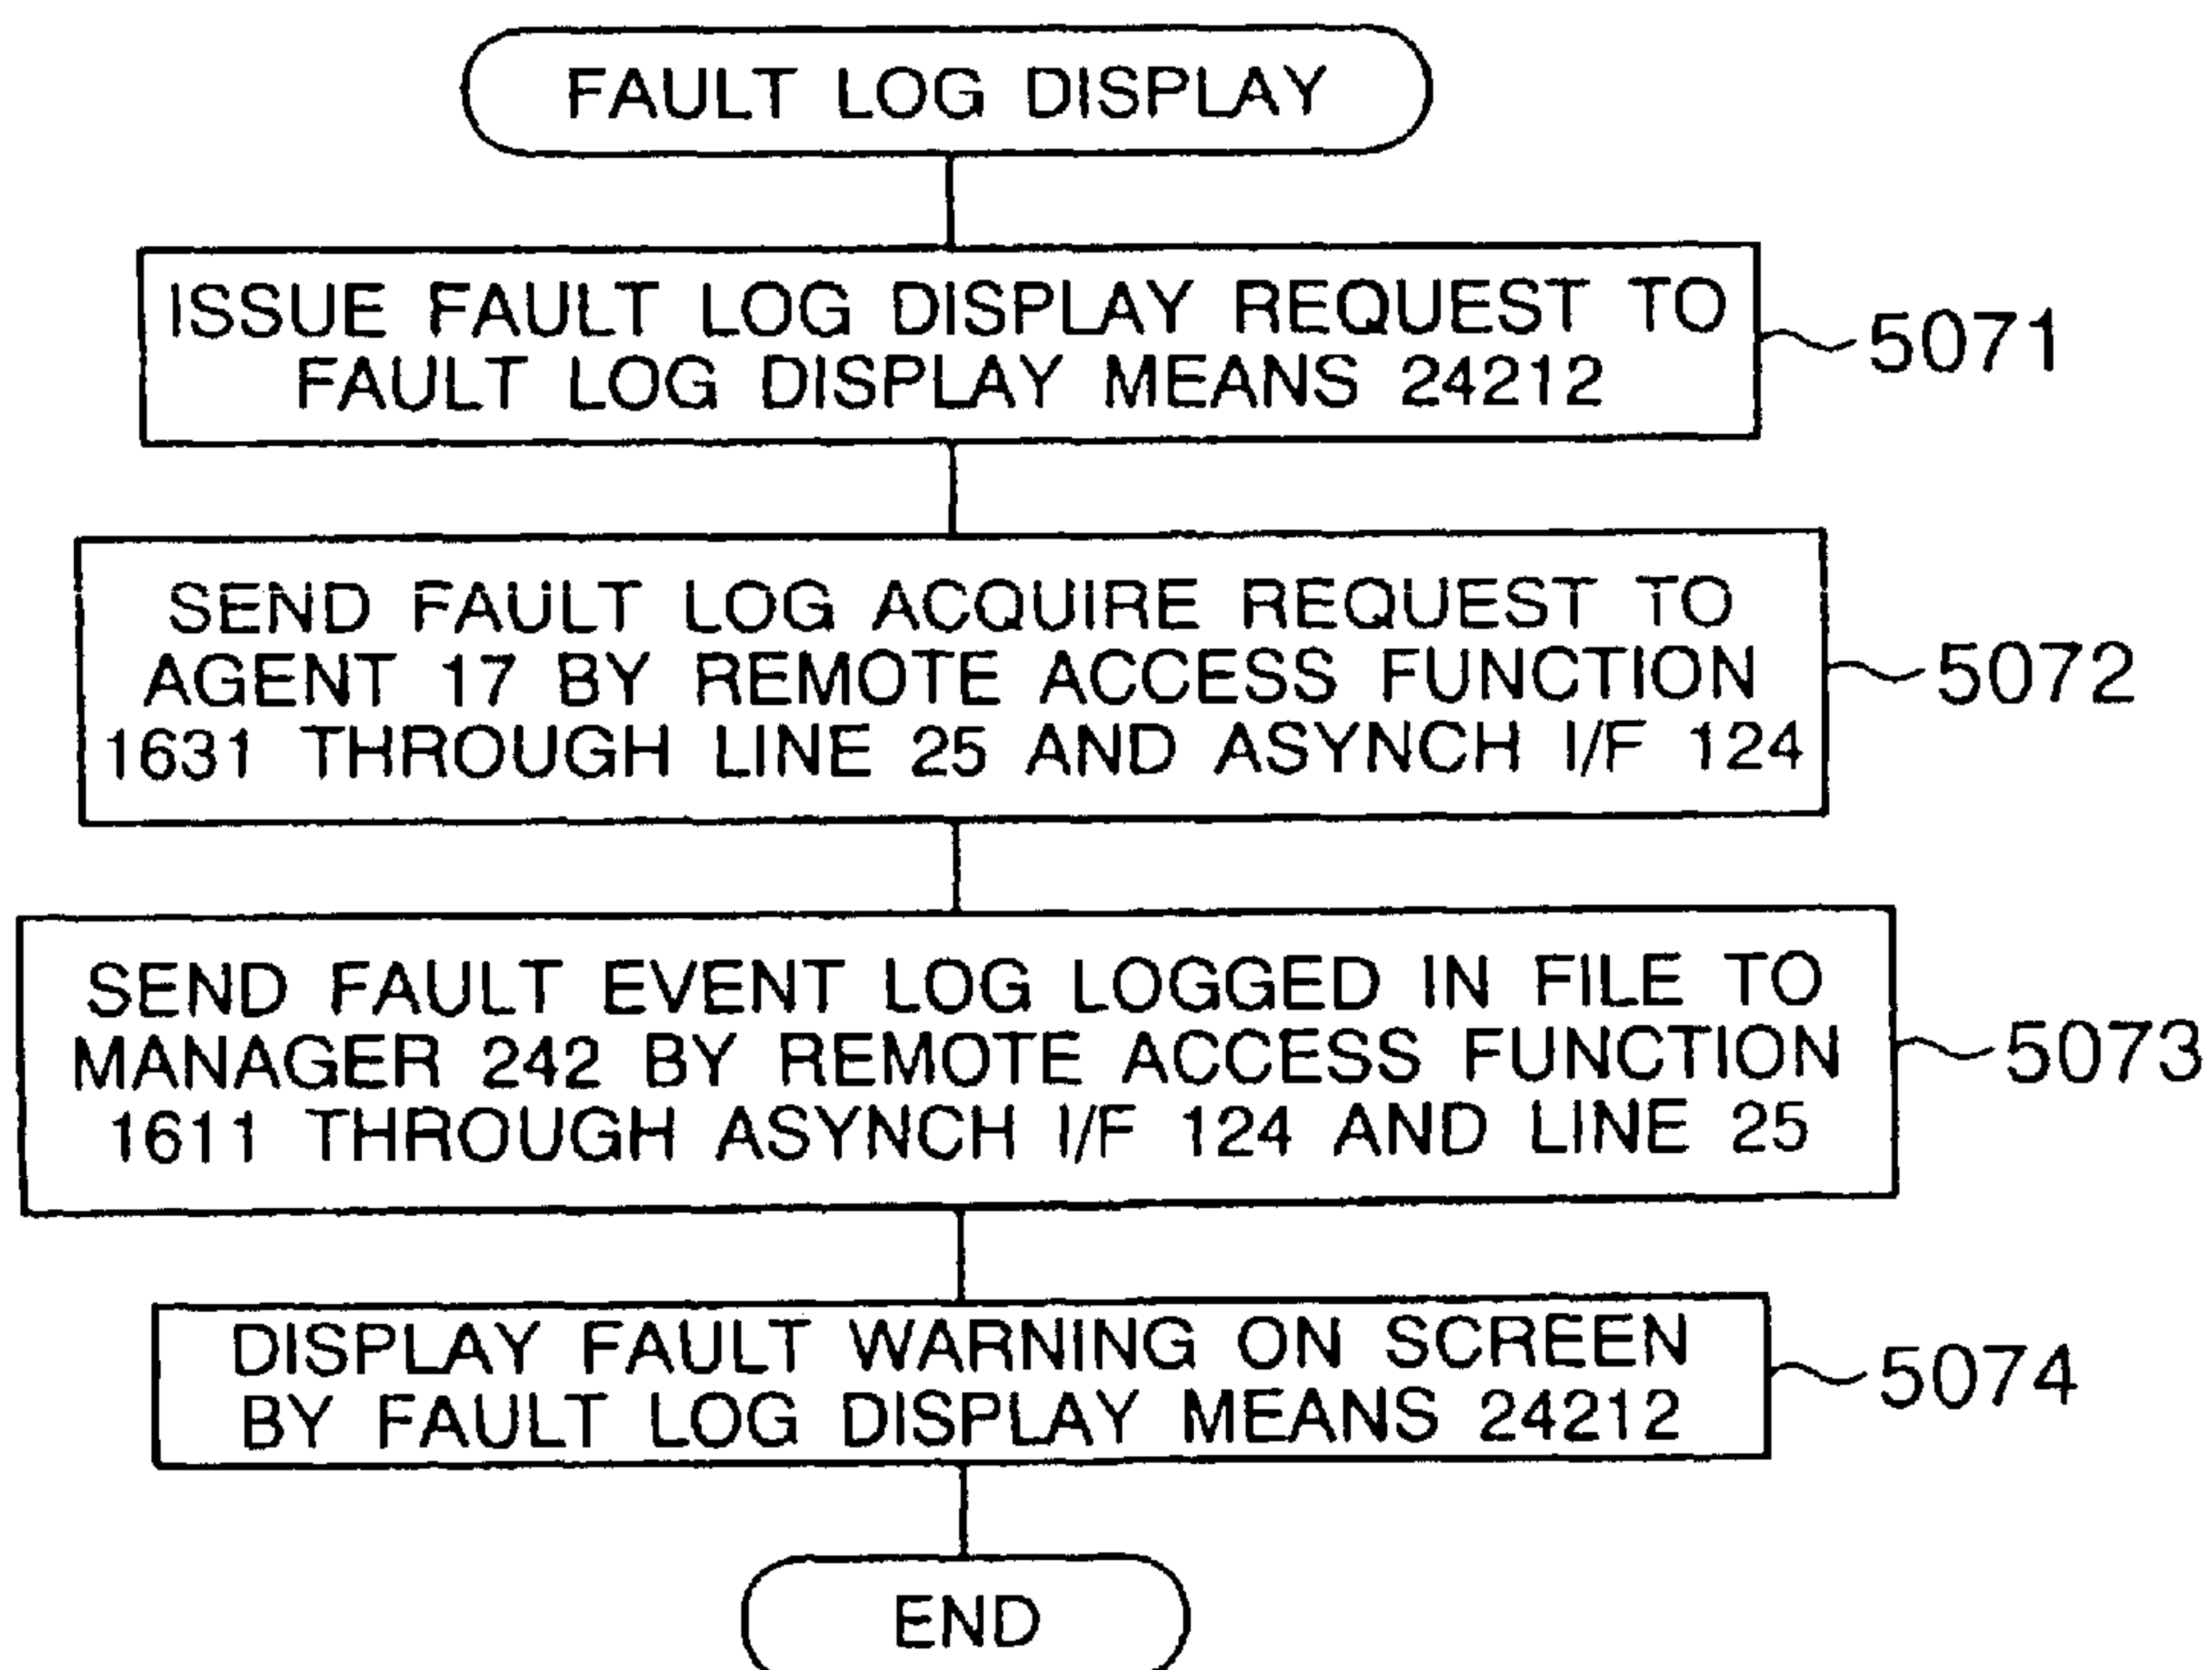 FAULT LOG DISPLAY
ISSUE FAULT LOG DISPLAY REQUEST TO
FAULT LOG DISPLAY MEANS 24212
5071
SEND FAULT LOG ACQUIRE REQUEST TO
AGENT 17 BY REMOTE ACCESS FUNCTION
1631 THROUGH LINE 25 AND ASYNCH I/F 124
5072
SEND FAULT EVENT LOG LOGGED IN FILE TO
MANAGER 242 BY REMOTE ACCESS FUNCTION
1611 THROUGH ASYNCH I/F 124 AND LINE 25
5073
DISPLAY FAULT WARNING ON SCREEN
BY FAULT LOG DISPLAY MEANS 24212
5074
END